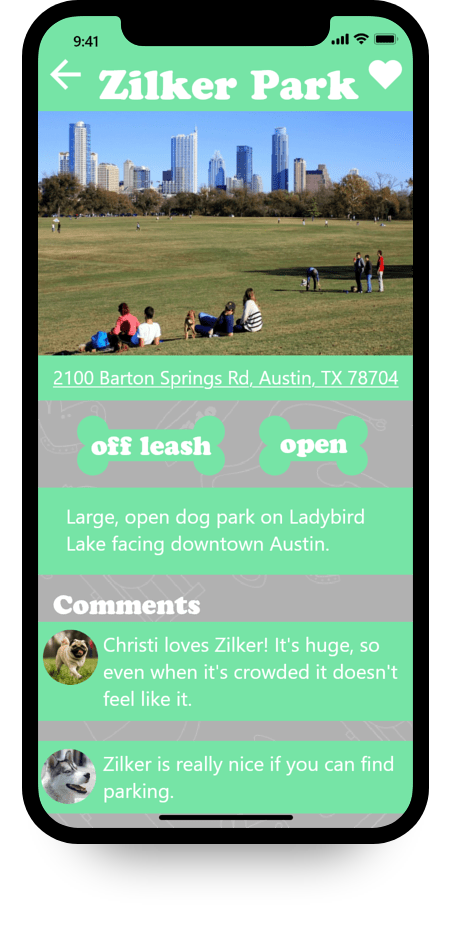 9:41
Zilker Park
2100 Barton Springs Rd, Austin, TX 78704
off leash
open
Large, open dog park on Ladybird
Lake facing downtown Austin.
Comments
Christi loves Zilker! It's huge, so
even when it's crowded it doesn't
feel like it.
Zilker is really nice if you can find
parking.